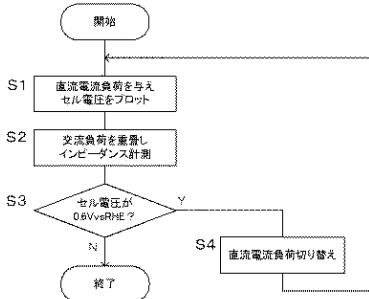 開始
S1
直流電流負荷を与え
セル電圧をプロット
S2
交流負荷を重畳し
インピーダンス計測
S3
セル電圧が
0.6VvsRHE?
Y
N
S4
直流電流負荷切り替え
終了